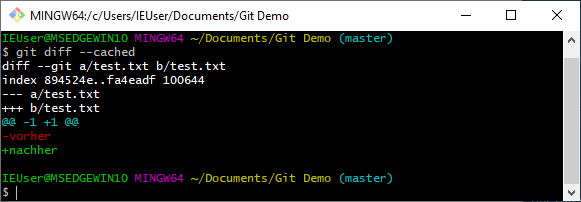 MINGW64:/c/Users/IEUser/Documents/Git Demo
IEUser@MSEDGEWIN10 MINGW64 ~/Documents/Git Demo (master)
$ git diff --cached
diff --git a/test.txt b/test.txt
index 894524e..fa4eadf 100644
--- a/test.txt
+++ b/test.txt
@@ -1 +1 @@
-vorher
+nachher
IEUser@MSEDGEWIN10 MINGW64 ~/Documents/Git Demo (master)
$